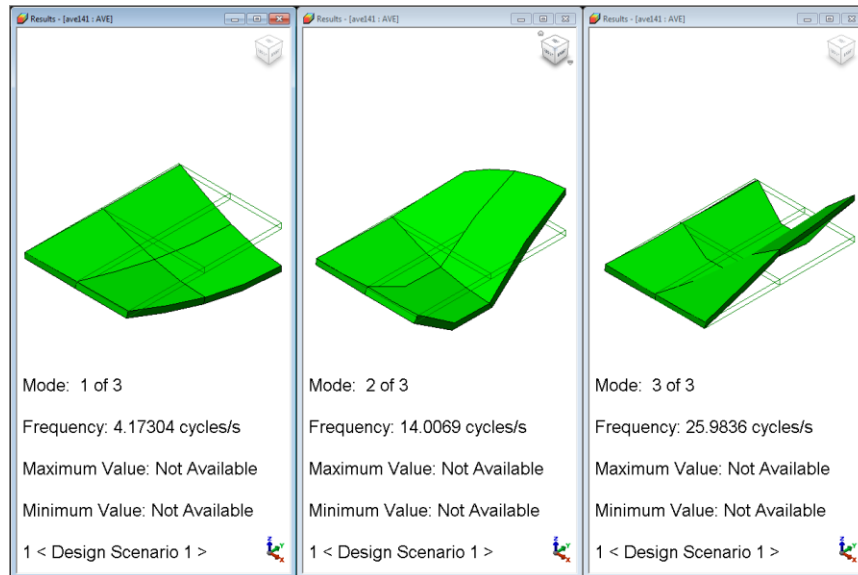 Results - [ave141 : AVE]
Mode: 1 of 3
Frequency: 4.17304 cycles/s
Maximum Value: Not Available
Minimum Value: Not Available
1 < Design Scenario 1 >
Results - [ave141 : AVE]
Mode: 2 of 3
Frequency: 14.0069 cycles/s
Maximum Value: Not Available
Minimum Value: Not Available
1 < Design Scenario 1 >
Results - [ave141 : AVE]
Mode: 3 of 3
Frequency: 25.9836 cycles/s
Maximum Value: Not Available
Minimum Value: Not Available
1 < Design Scenario 1 >